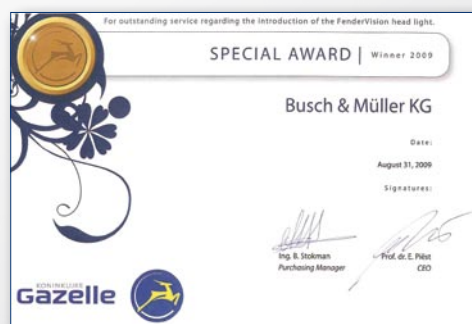 For outstanding service regarding the introduction of the FenderVision head light.
SPECIAL AWARD | Winner 2009
Busch & Müller KG
Date:
August 31, 2009
Signatures:
Ing. B. Stokman
Purchasing Manager
Prof. dr. E. Piëst
CEO
KONINKLIJKE
Gazelle